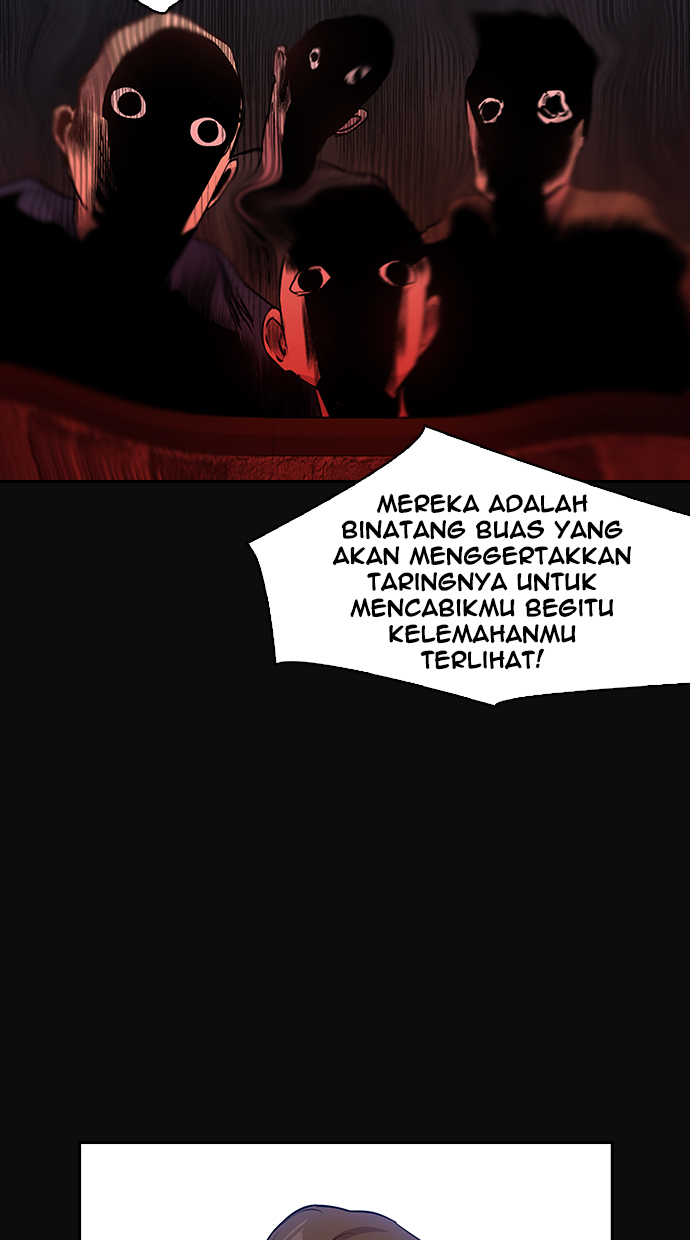 MEREKA ADALAH
BINATANG BUAS YANG
AKAN MENGGERTAKKAN
TARINGNYA UNTUK
MENCABIKMU BEGITU
KELEMAHANMU
TERLIHAT!